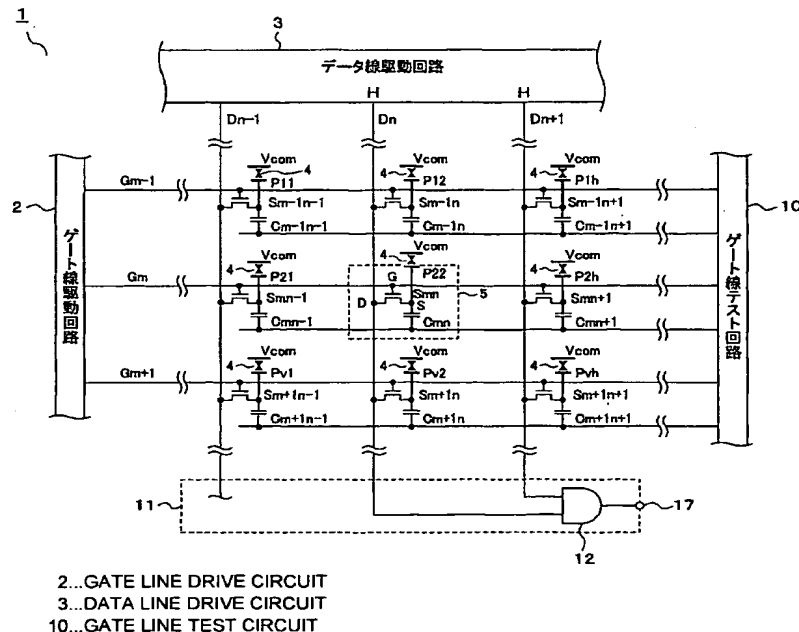 1
3
データ線駆動回路
H H
Dn-1 Dn Dn+1
Vcom Vcom Vcom
4 4 4
P11 P12 P1h
2 Gm-1 10
Sm-1n-1 Sm-1n Sm-1n+1
Cm-1n-1 Cm-1n Cm-1n+1
ゲート線駆動回路
ゲート線テスト回路
Vcom Vcom Vcom
4 4 4
P21 P22 P2h
Gm G 5
Smn-1 D Smn S Smn+1
Cmn-1 Cmn Cmn+1
Vcom Vcom Vcom
4 4 4
Pv1 Pv2 Pvh
Gm+1
Sm+1n-1 Sm+1n Sm+1n+1
Cm+1n-1 Cm+1n Cm+1n+1
11 17
12
2...GATE LINE DRIVE CIRCUIT
3...DATA LINE DRIVE CIRCUIT
10...GATE LINE TEST CIRCUIT